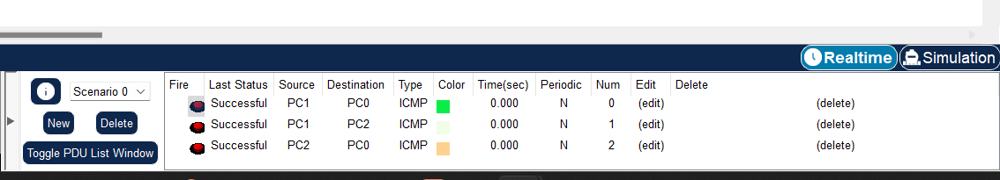 Realtime Simulation
Scenario 0
New Delete
Toggle PDU List Window
Fire Last Status Source Destination Type Color Time(sec) Periodic Num Edit Delete
Successful PC1 PC0 ICMP 0.000 N 0 (edit) (delete)
Successful PC1 PC2 ICMP 0.000 N 1 (edit) (delete)
Successful PC2 PC0 ICMP 0.000 N 2 (edit) (delete)